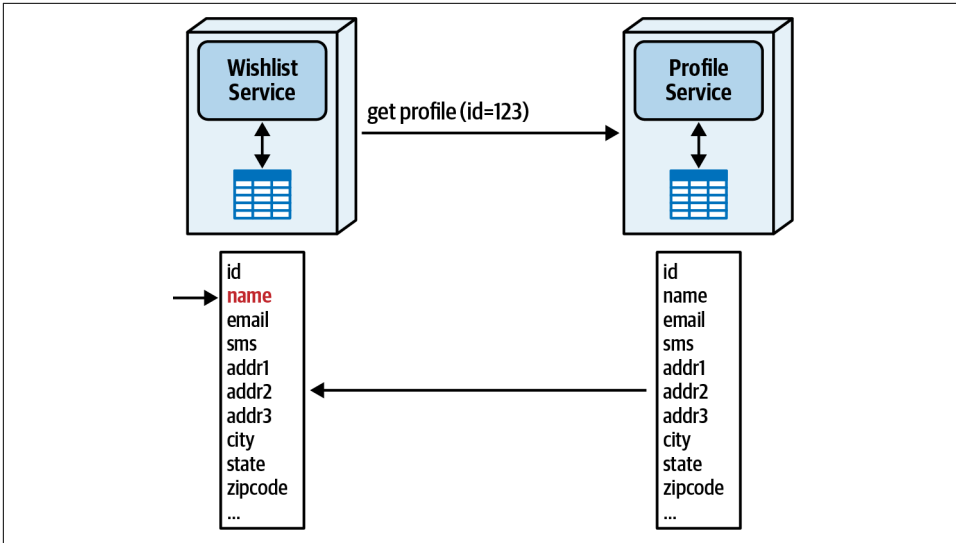 Wishlist
Service
get profile (id=123)
Profile
Service
id
name
email
sms
addr1
addr2
addr3
city
state
zipcode
...
id
name
email
sms
addr1
addr2
addr3
city
state
zipcode
...